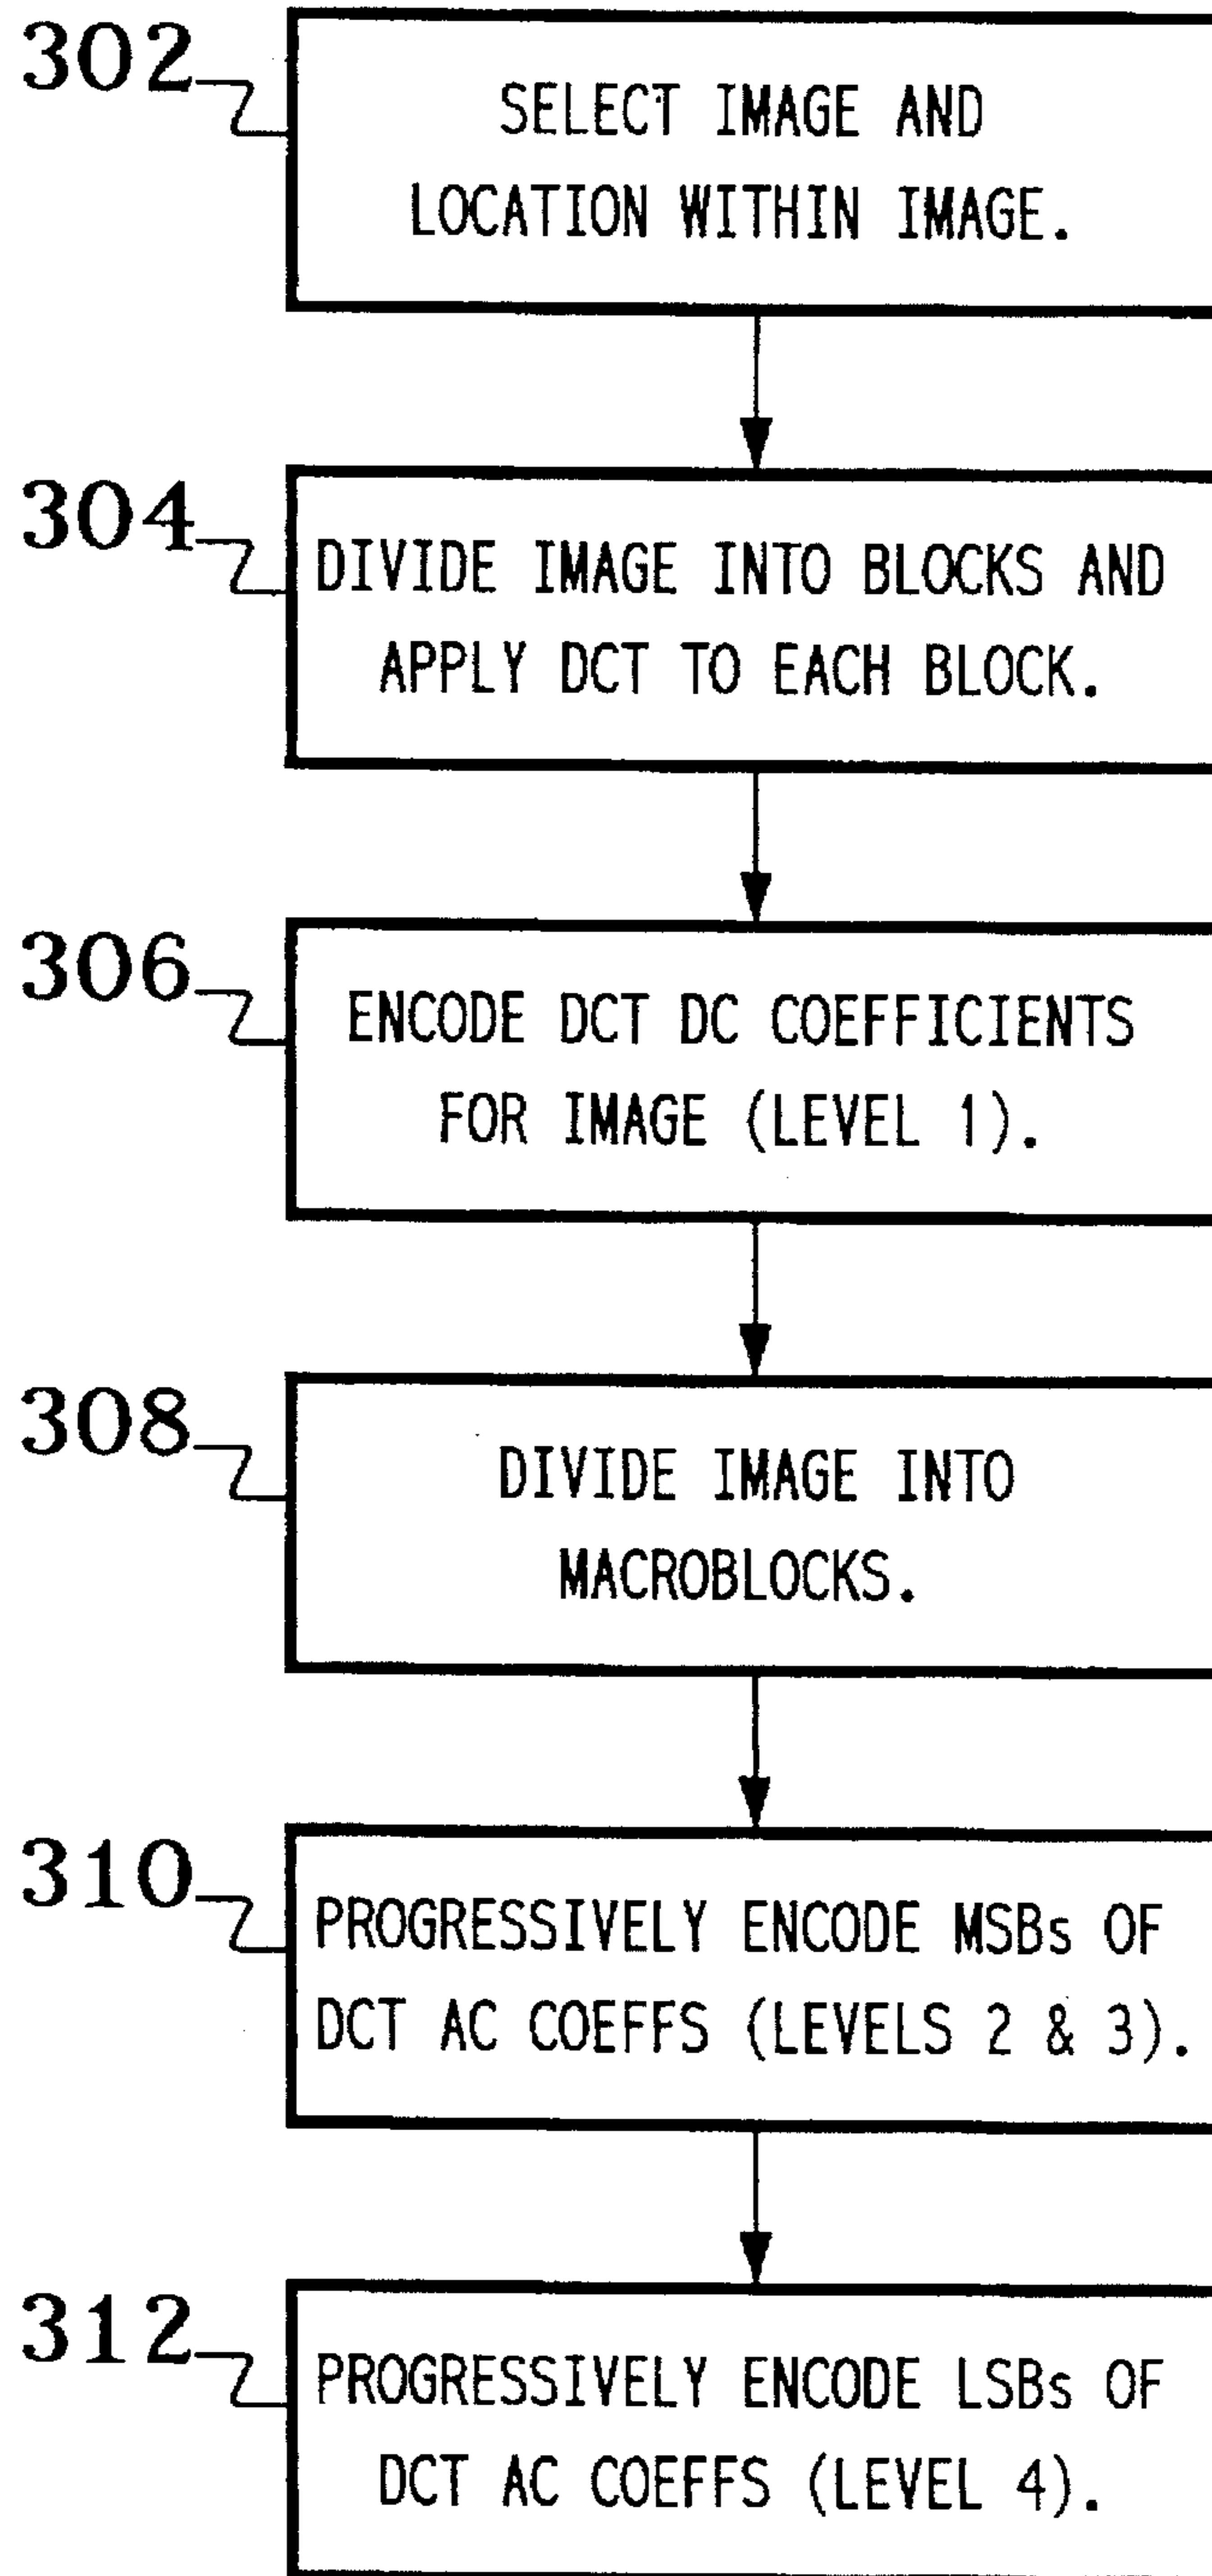 302
SELECT IMAGE AND
LOCATION WITHIN IMAGE.
304
DIVIDE IMAGE INTO BLOCKS AND
APPLY DCT TO EACH BLOCK.
306
ENCODE DCT DC COEFFICIENTS
FOR IMAGE (LEVEL 1).
308
DIVIDE IMAGE INTO
MACROBLOCKS.
310
PROGRESSIVELY ENCODE MSBs OF
DCT AC COEFFS (LEVELS 2 & 3).
312
PROGRESSIVELY ENCODE LSBs OF
DCT AC COEFFS (LEVEL 4).